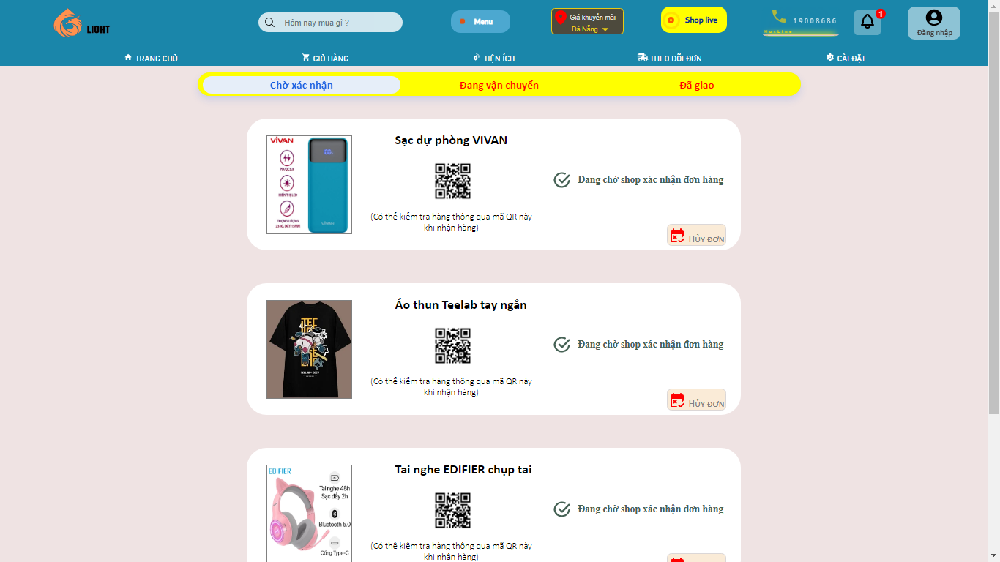 LIGHT
Hôm nay mua gì ?
Menu
Giá khuyến mãi
Đà Nẵng
Shop live
19008686
HotLine
1
Đăng nhập
TRANG CHỦ
GIỎ HÀNG
TIỆN ÍCH
THEO DÕI ĐƠN
CÀI ĐẶT
Chờ xác nhận
Đang vận chuyển
Đã giao
VIVAN
100%
PD/QC3.0
HIỂN THỊ LED
TRỌNG LƯỢNG
VIVAN
Sạc dự phòng VIVAN
(Có thể kiểm tra hàng thông qua mã QR này
khi nhận hàng)
Đang chờ shop xác nhận đơn hàng
HỦY ĐƠN
Áo thun Teelab tay ngắn
(Có thể kiểm tra hàng thông qua mã QR này
khi nhận hàng)
Đang chờ shop xác nhận đơn hàng
HỦY ĐƠN
EDIFIER
Tai nghe 48h
Sạc đầy 2h
Bluetooth 5.0
Cổng Type-C
Tai nghe EDIFIER chụp tai
(Có thể kiểm tra hàng thông qua mã QR này
khi nhận hàng)
Đang chờ shop xác nhận đơn hàng